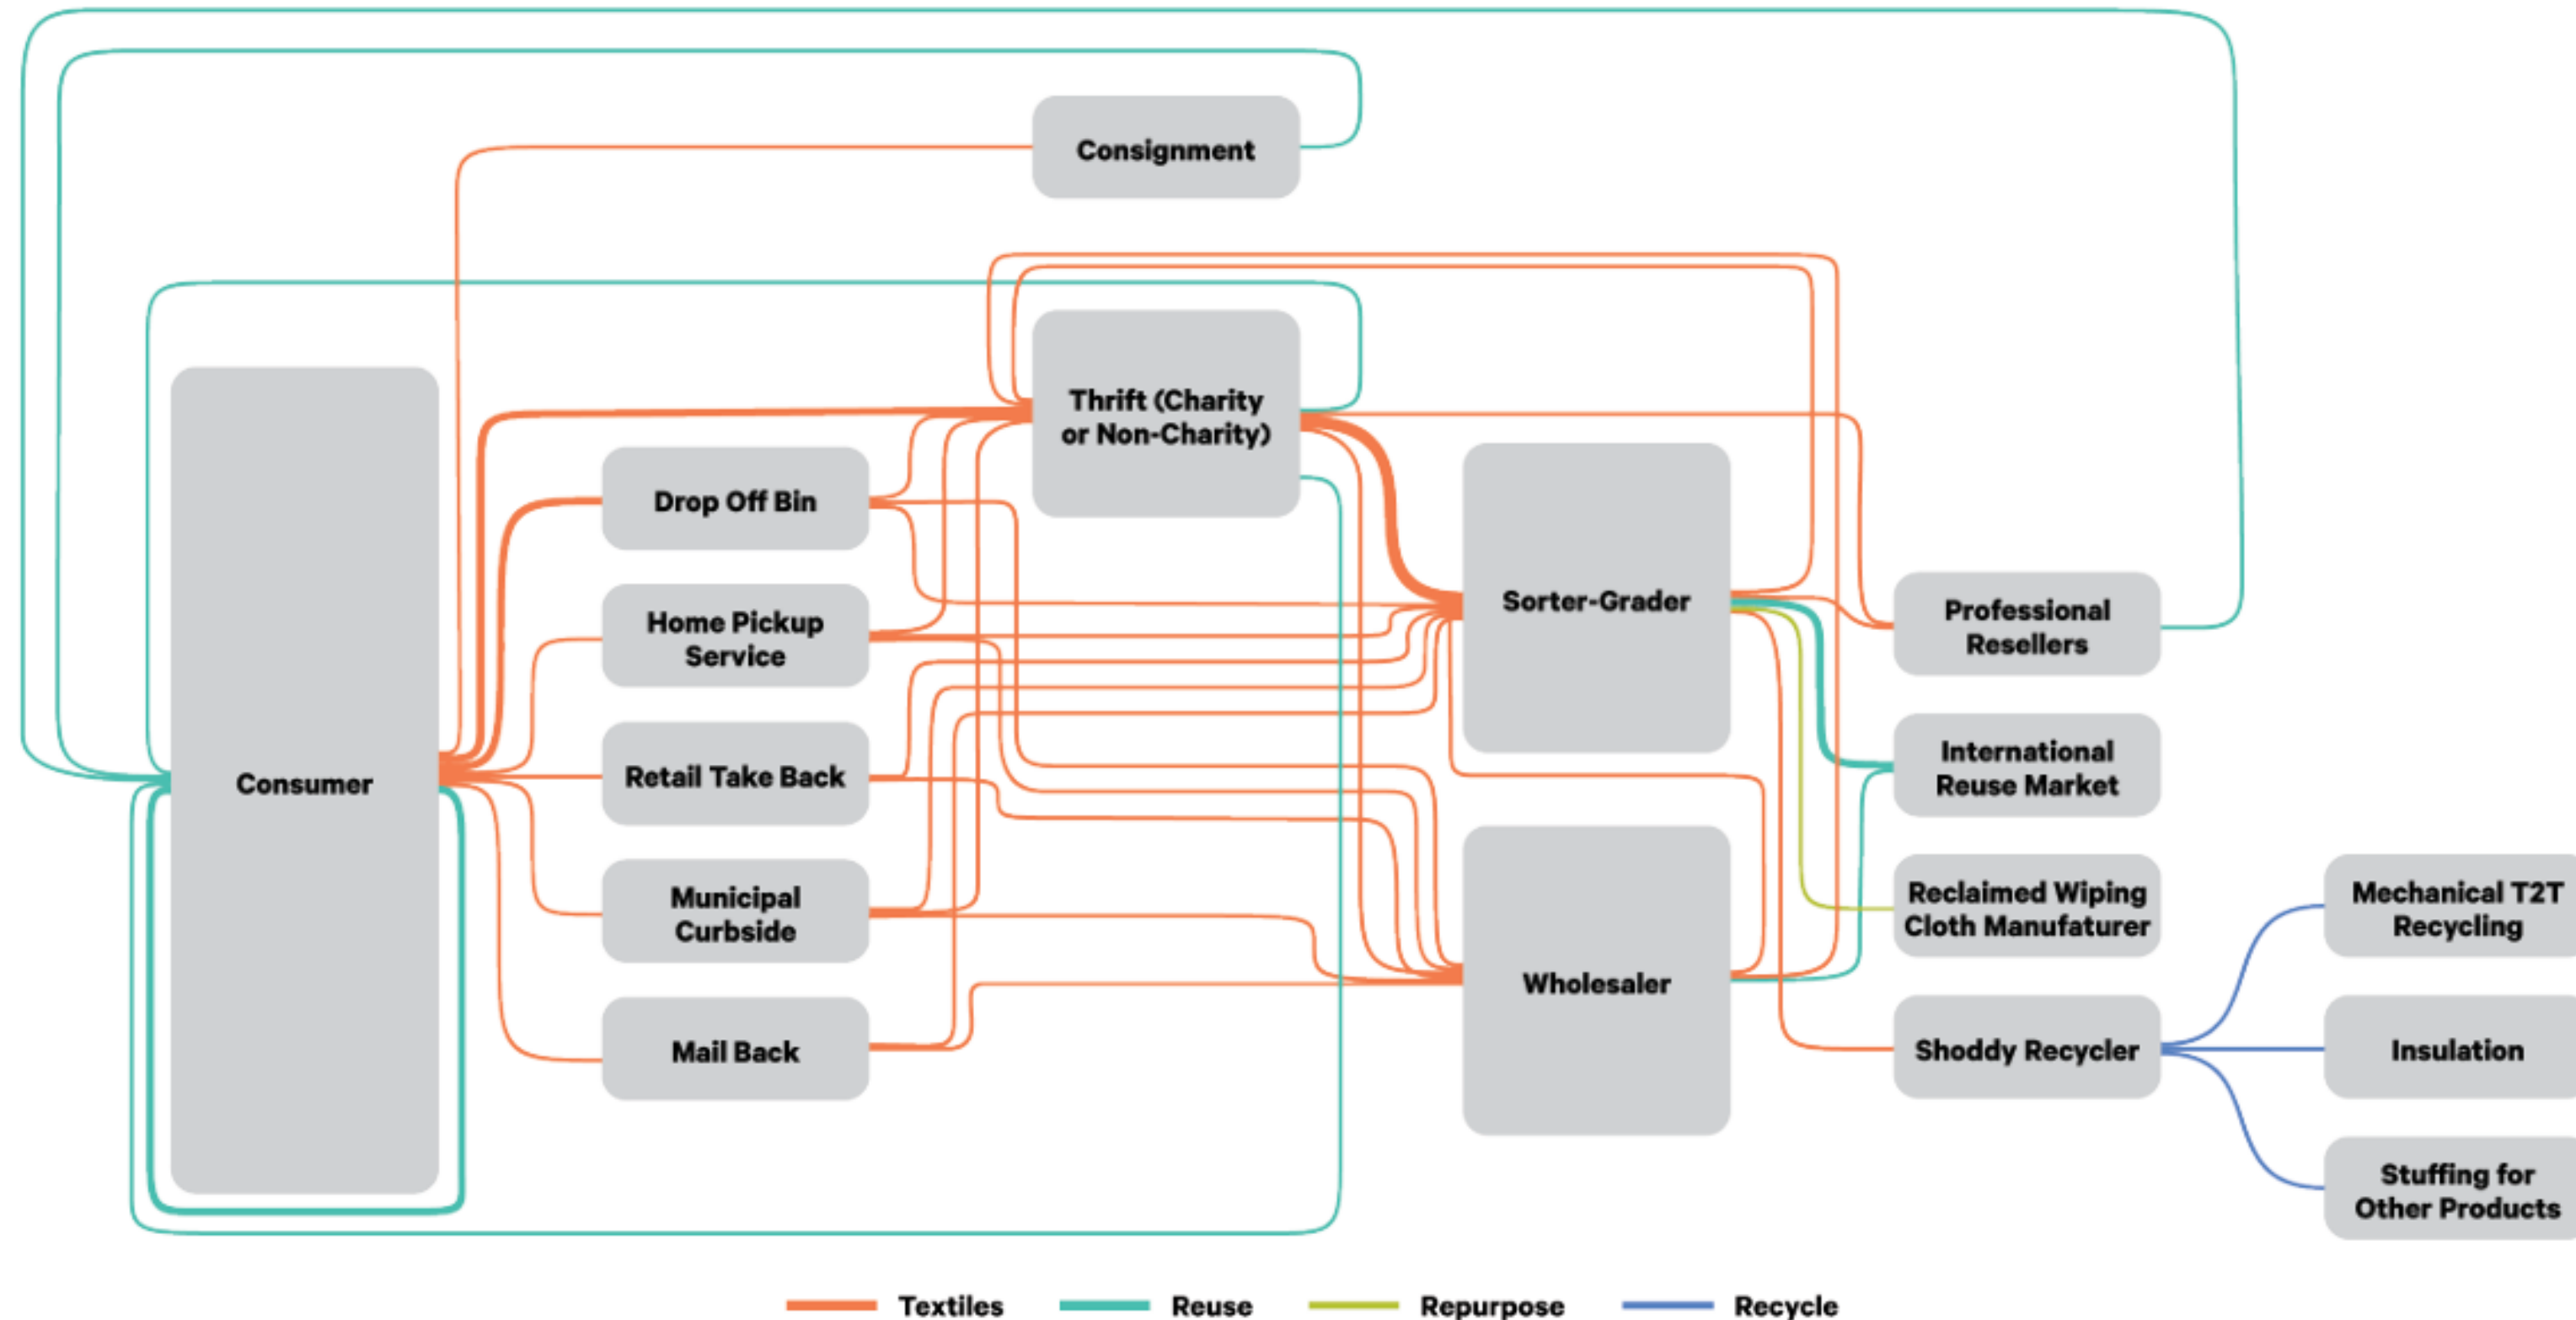 Consignment
Thrift (Charity
or Non-Charity)
Drop Off Bin
Sorter-Grader
Home Pickup
Service
Professional
Resellers
International
Reuse Market
Consumer
Retail Take Back
Reclaimed Wiping
Cloth Manufaturer
Mechanical T2T
Recycling
Municipal
Curbside
Wholesaler
Mail Back
Shoddy Recycler
Insulation
Stuffing for
Other Products
Textiles
Reuse
Repurpose
Recycle